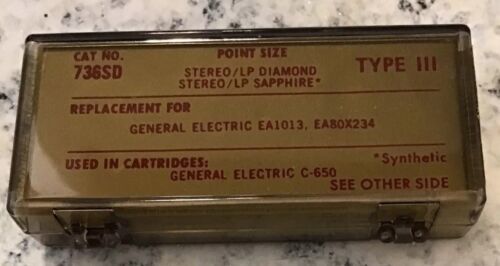 CAT NO. POINT SIZE
736SD STEREO/LP DIAMOND TYPE III
STEREO/LP SAPPHIRE*
REPLACEMENT FOR
GENERAL ELECTRIC EA1013, EA80X234
USED IN CARTRIDGES: *Synthetic
GENERAL ELECTRIC C-650
SEE OTHER SIDE